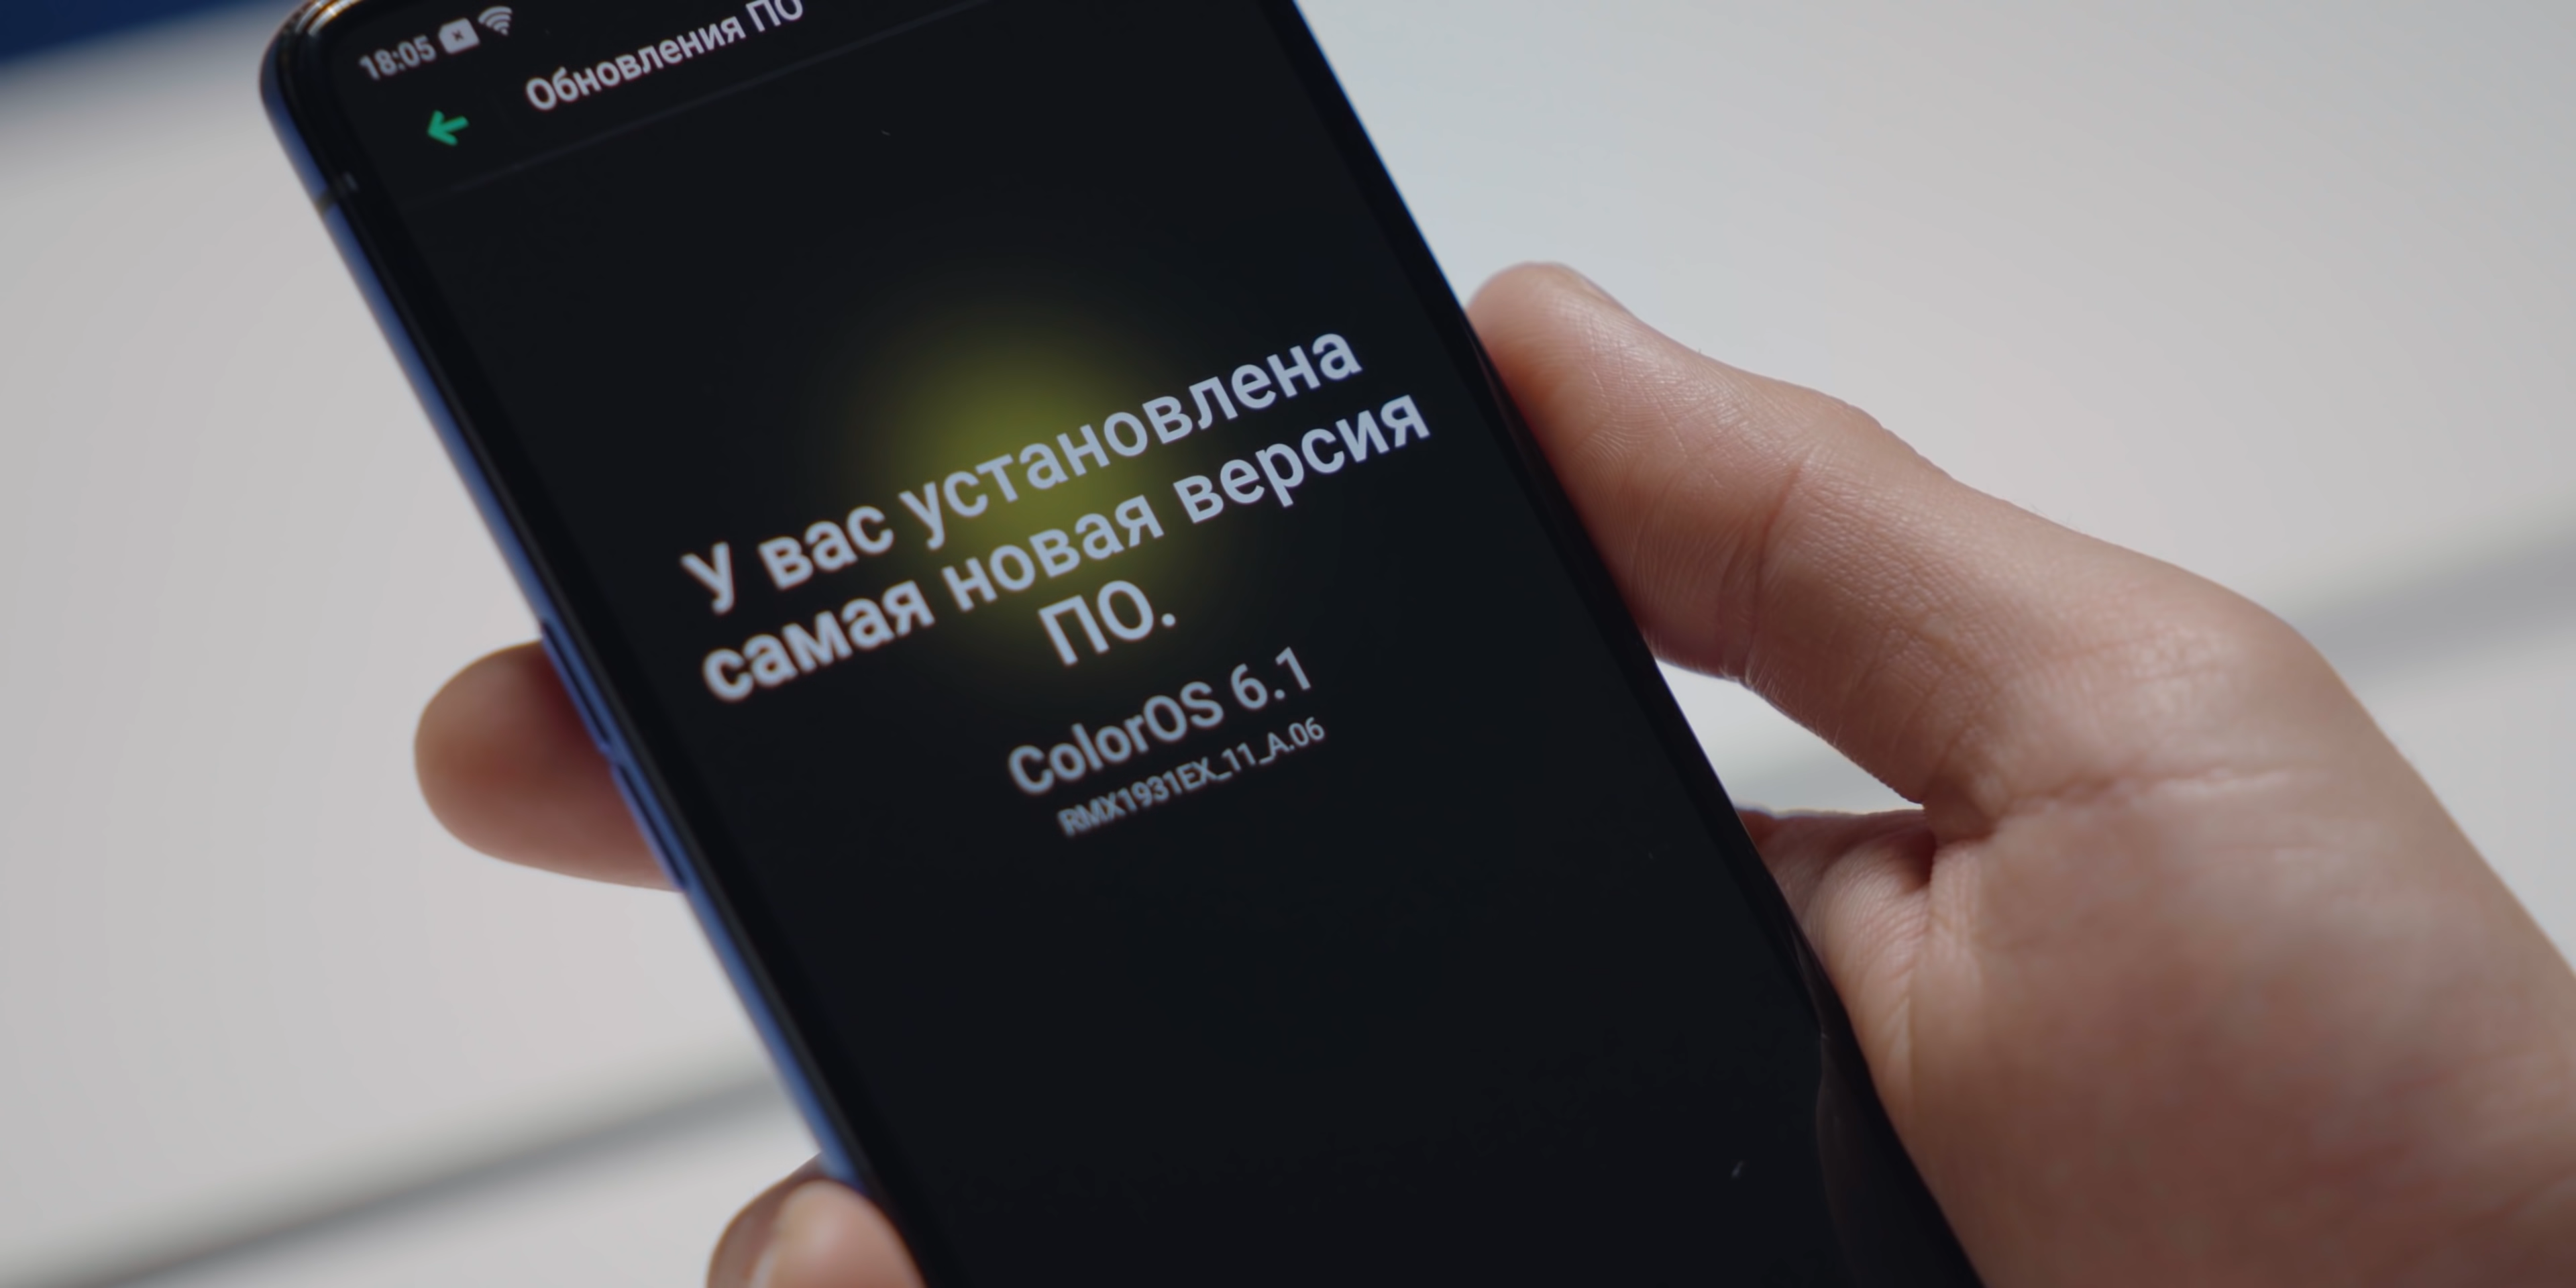 18:05
Обновления ПО
У вас установлена
самая новая версия
ПО.
ColorOS 6.1
RMX1931EX_11_A.06